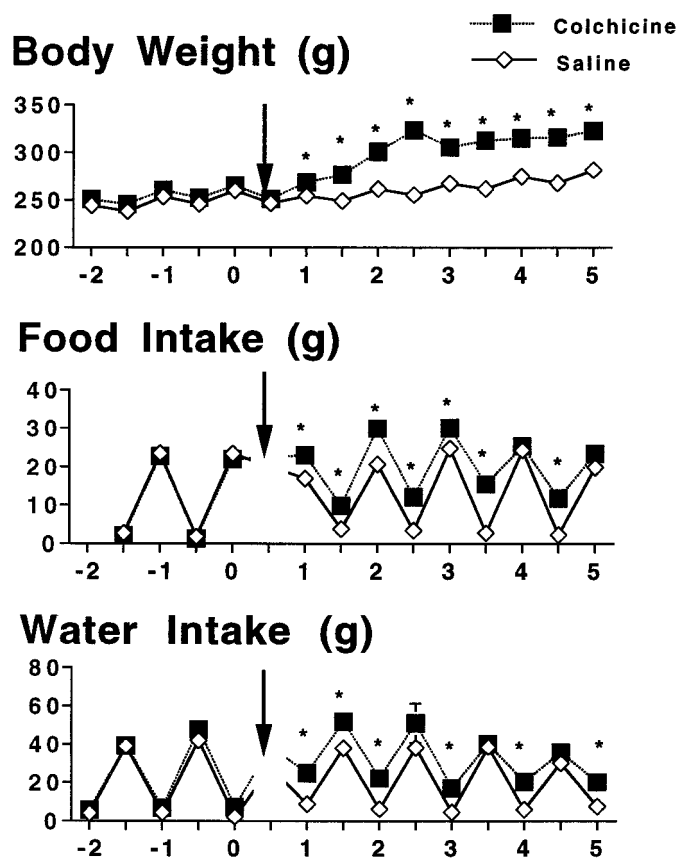 Colchicine
Body Weight (g)
Saline
350
* * * * * * * * *
300
250
200
-2 -1 0 1 2 3 4 5
Food Intake (g)
40
* * * * * * *
30
20
10
0
-2 -1 0 1 2 3 4 5
Water Intake (g)
80
* * * * * *
60
40
20
0
-2 -1 0 1 2 3 4 5